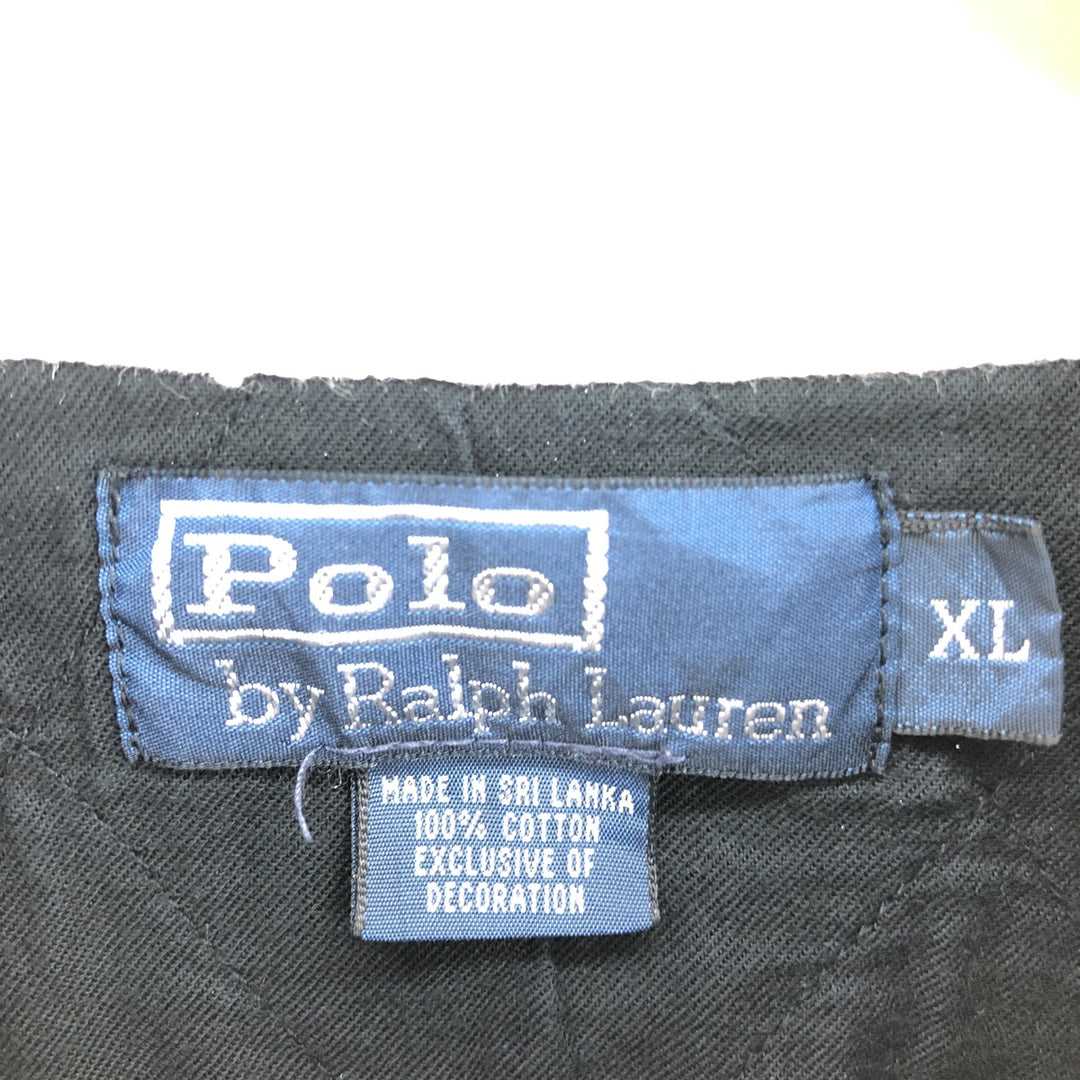 Polo
by Ralph Lauren
XL
MADE IN SRI LANKA
100% COTTON
EXCLUSIVE OF
DECORATION